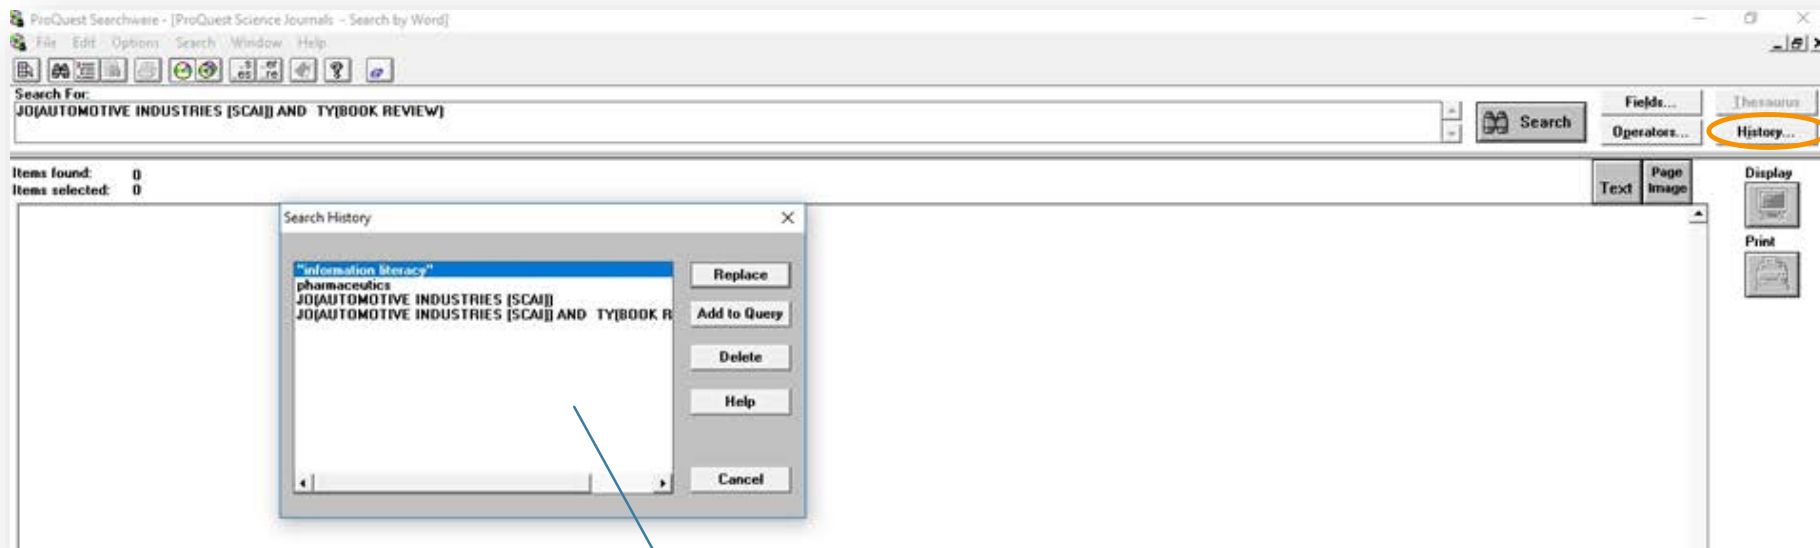 ProQuest Searchware - [ProQuest Science Journals - Search by Word]
File Edit Options Search Window Help
Search For:
JO(AUTOMOTIVE INDUSTRIES [SCAI]) AND TY(BOOK REVIEW)
Search
Fields...
Thesaurus
Operators...
History...
Items found: 0
Items selected: 0
Text
Page Image
Display
Print
Search History
"information literacy"
pharmaceutics
JO(AUTOMOTIVE INDUSTRIES [SCAI])
JO(AUTOMOTIVE INDUSTRIES [SCAI]) AND TY(BOOK R
Replace
Add to Query
Delete
Help
Cancel